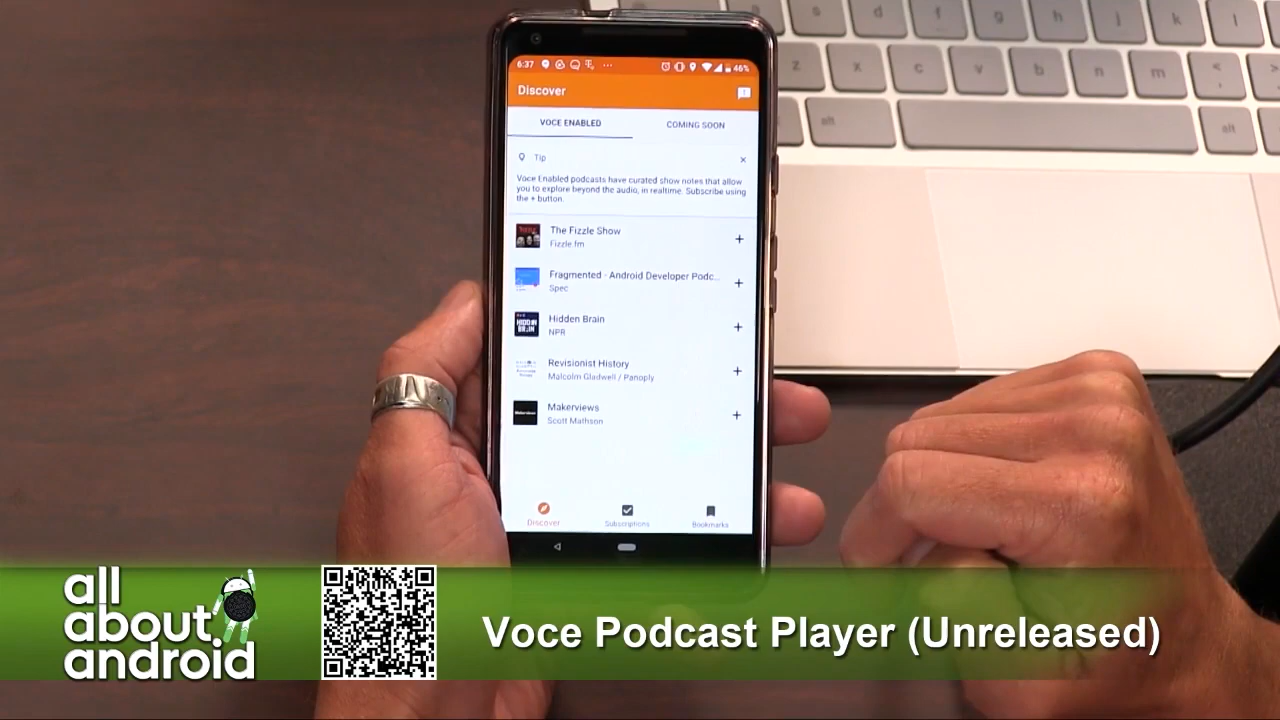 6:37
46%
Discover
VOCE ENABLED
COMING SOON
Tip
Voce Enabled podcasts have curated show notes that allow
you to explore beyond the audio, in realtime. Subscribe using
the + button.
The Fizzle Show
Fizzle.fm
Fragmented - Android Developer Podc...
Spec
Hidden Brain
NPR
Revisionist History
Malcolm Gladwell / Panoply
Makerviews
Scott Mathson
Discover
Subscriptions
Bookmarks
s d f g h j k l
z x c v b n m < , > .
alt
alt
all
about
android
Voce Podcast Player (Unreleased)